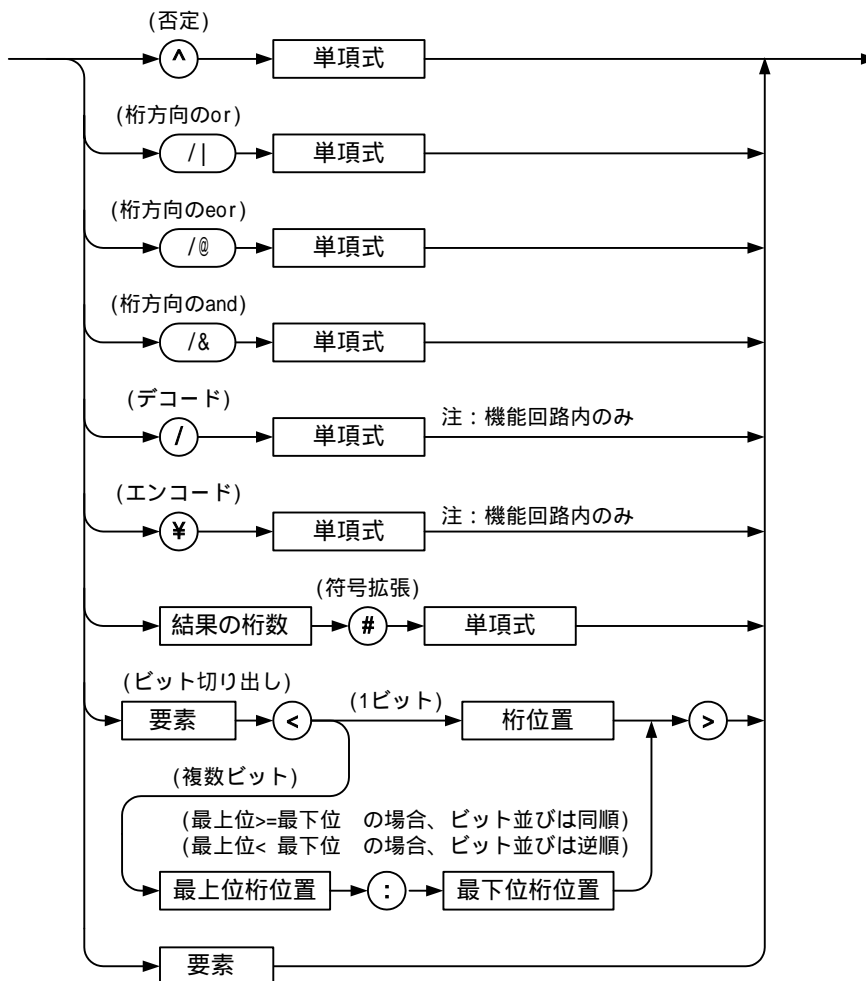 (否定)
^ 単項式
(桁方向のor)
/| 単項式
(桁方向のeor)
/@ 単項式
(桁方向のand)
/& 単項式
(デコード)
/ 単項式 注：機能回路内のみ
(エンコード)
¥ 単項式 注：機能回路内のみ
(符号拡張)
結果の桁数 # 単項式
(ビット切り出し)
(1ビット)
要素 < 桁位置 >
(複数ビット)
(最上位>=最下位 の場合、ビット並びは同順)
(最上位< 最下位 の場合、ビット並びは逆順)
最上位桁位置 : 最下位桁位置
要素